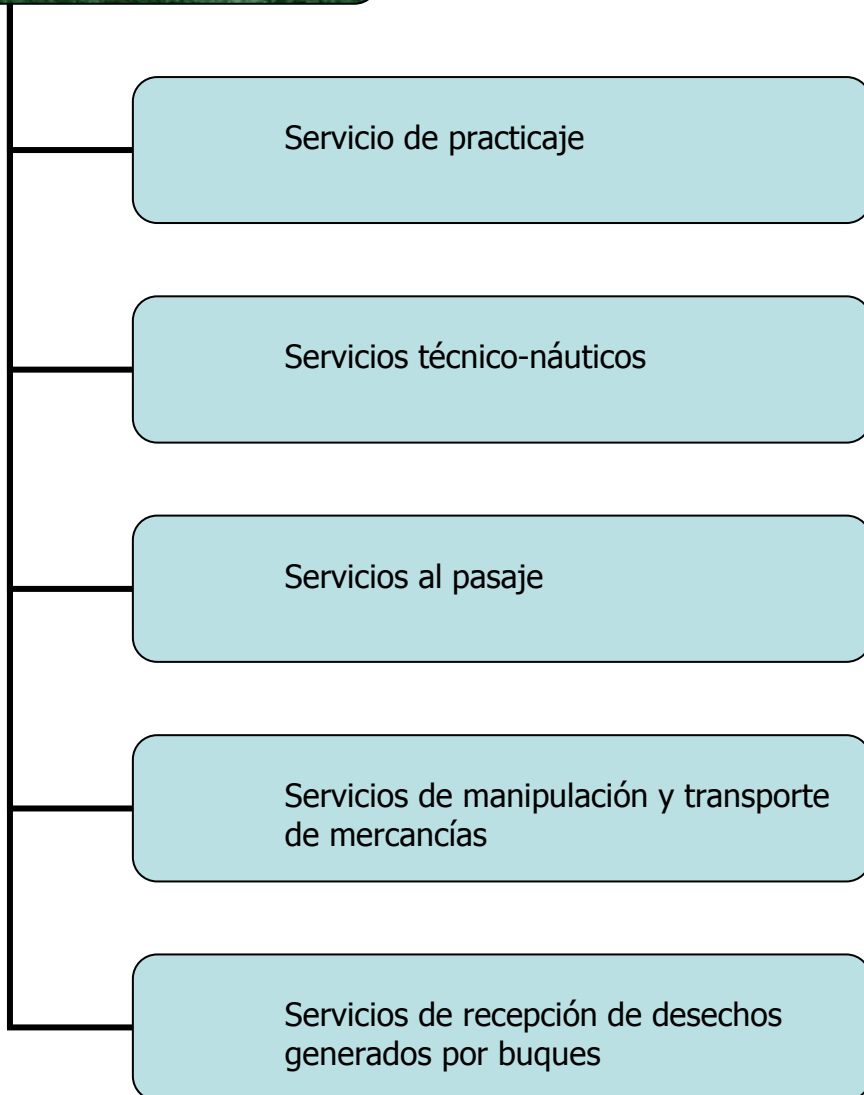 Servicio de practicaje
Servicios técnico-náuticos
Servicios al pasaje
Servicios de manipulación y transporte
de mercancías
Servicios de recepción de desechos
generados por buques